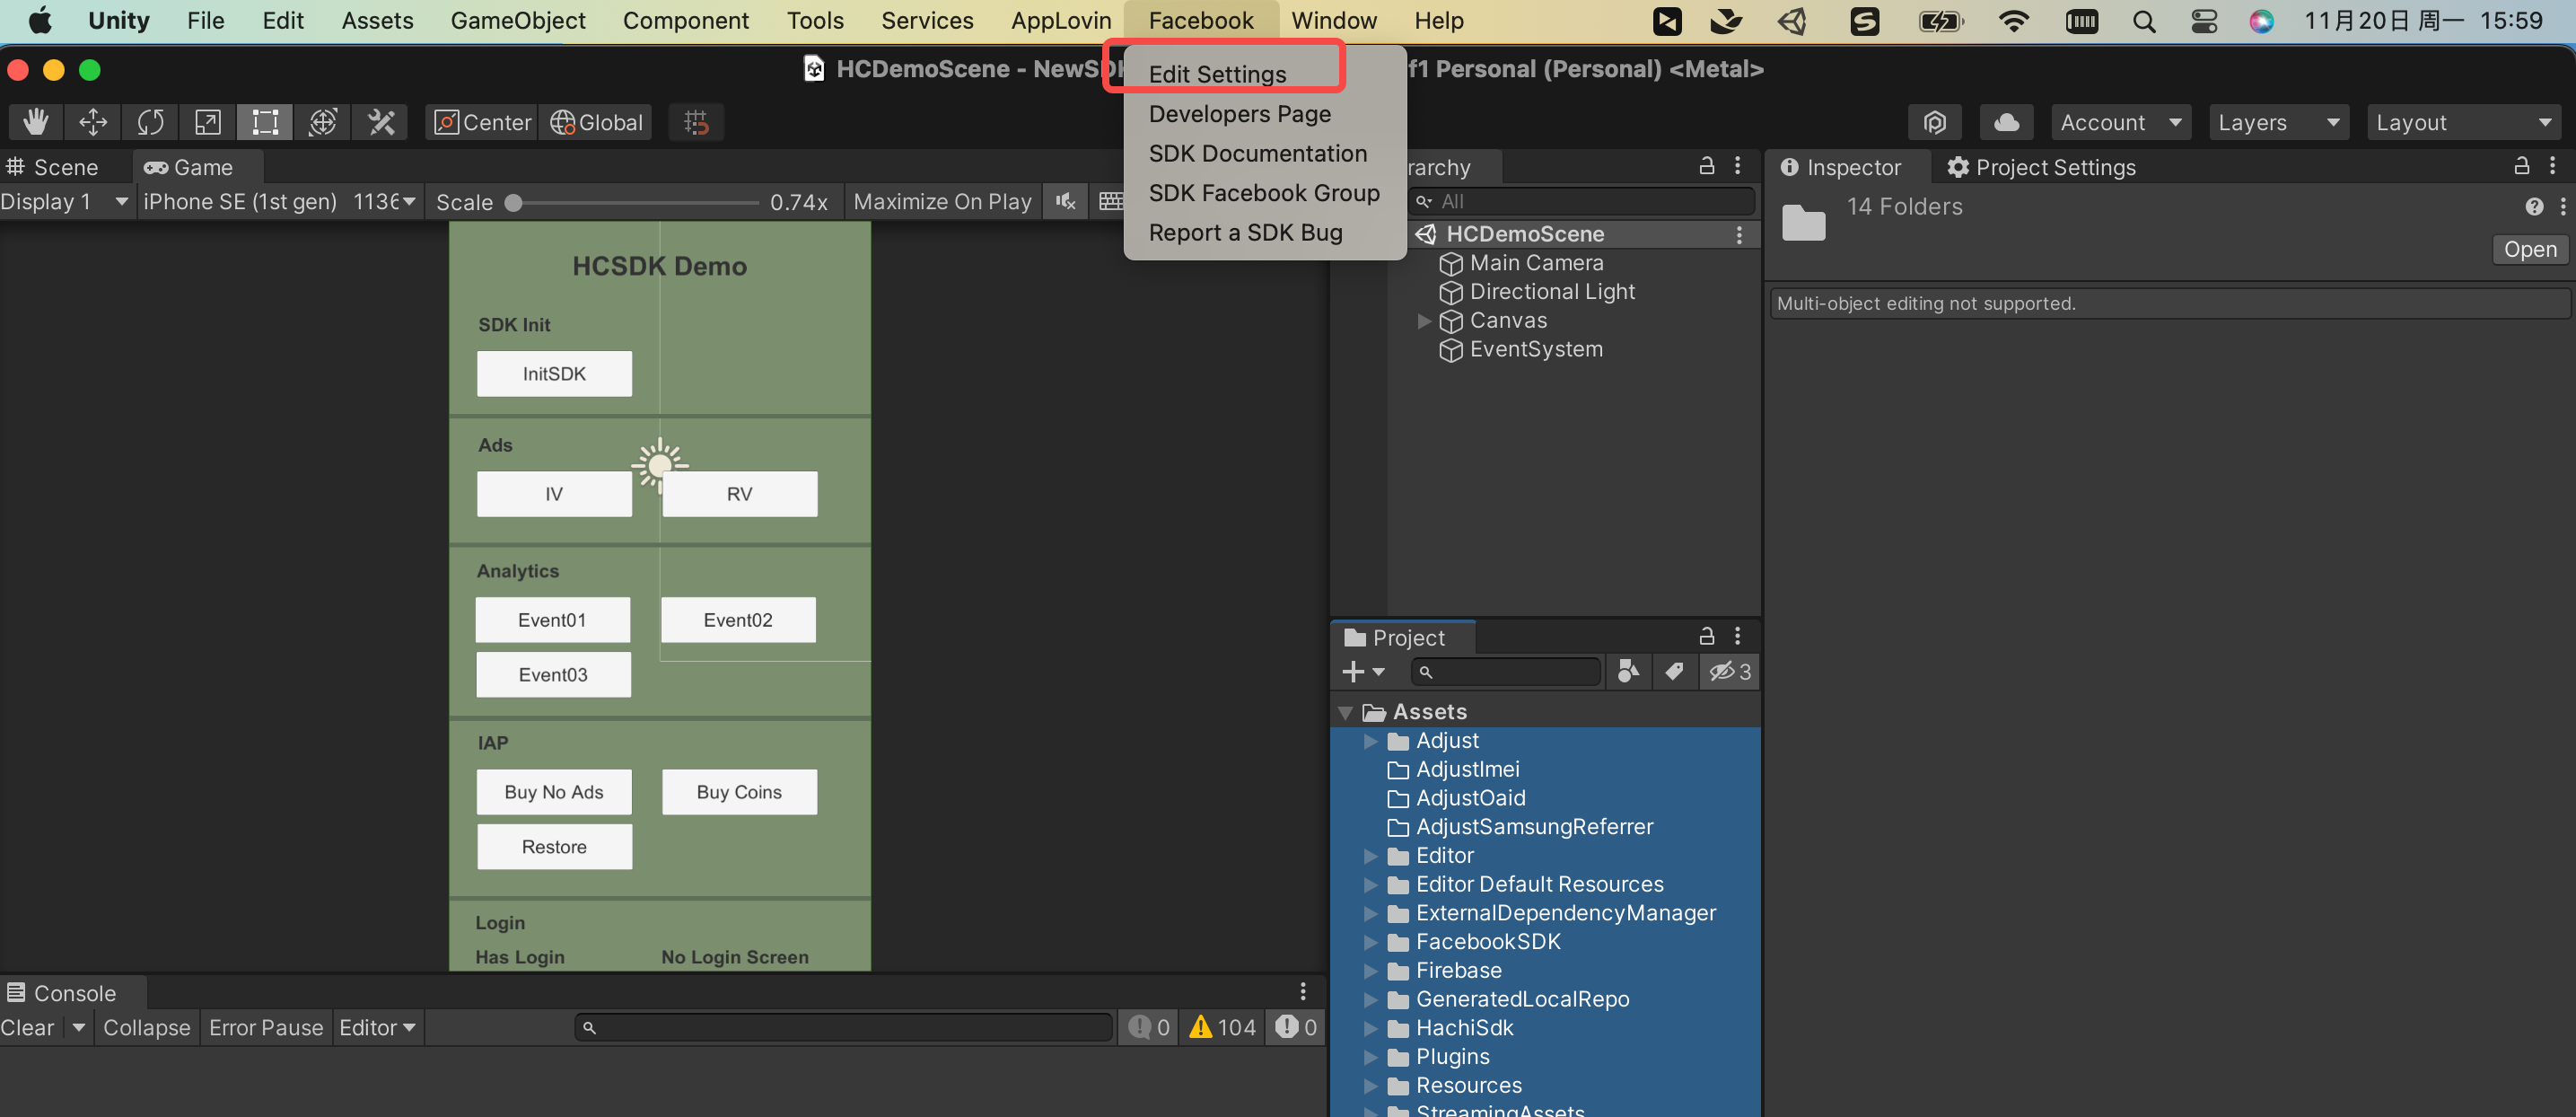 Unity File Edit Assets GameObject Component Tools Services AppLovin Facebook Window Help 11月20日 周一 15:59
HCDemoScene - NewSD
f1 Personal (Personal) <Metal>
Edit Settings
Developers Page
SDK Documentation
SDK Facebook Group
Report a SDK Bug
Center Global Account Layers Layout
Scene Game
Display 1 iPhone SE (1st gen) 1136 Scale 0.74x Maximize On Play
HCSDK Demo
SDK Init
InitSDK
Ads
IV RV
Analytics
Event01 Event02
Event03
IAP
Buy No Ads Buy Coins
Restore
Login
Has Login No Login Screen
Console
Clear Collapse Error Pause Editor 0 104 0
rarchy
All
HCDemoScene
Main Camera
Directional Light
Canvas
EventSystem
Project
3
Assets
Adjust
AdjustImei
AdjustOaid
AdjustSamsungReferrer
Editor
Editor Default Resources
ExternalDependencyManager
FacebookSDK
Firebase
GeneratedLocalRepo
HachiSdk
Plugins
Resources
StreamingAssets
Inspector Project Settings
14 Folders
Open
Multi-object editing not supported.